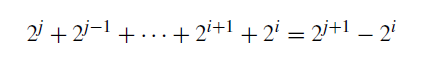 2^j + 2^{j−1} + ⋯ + 2^{i+1} + 2^i = 2^{j+1} − 2^i